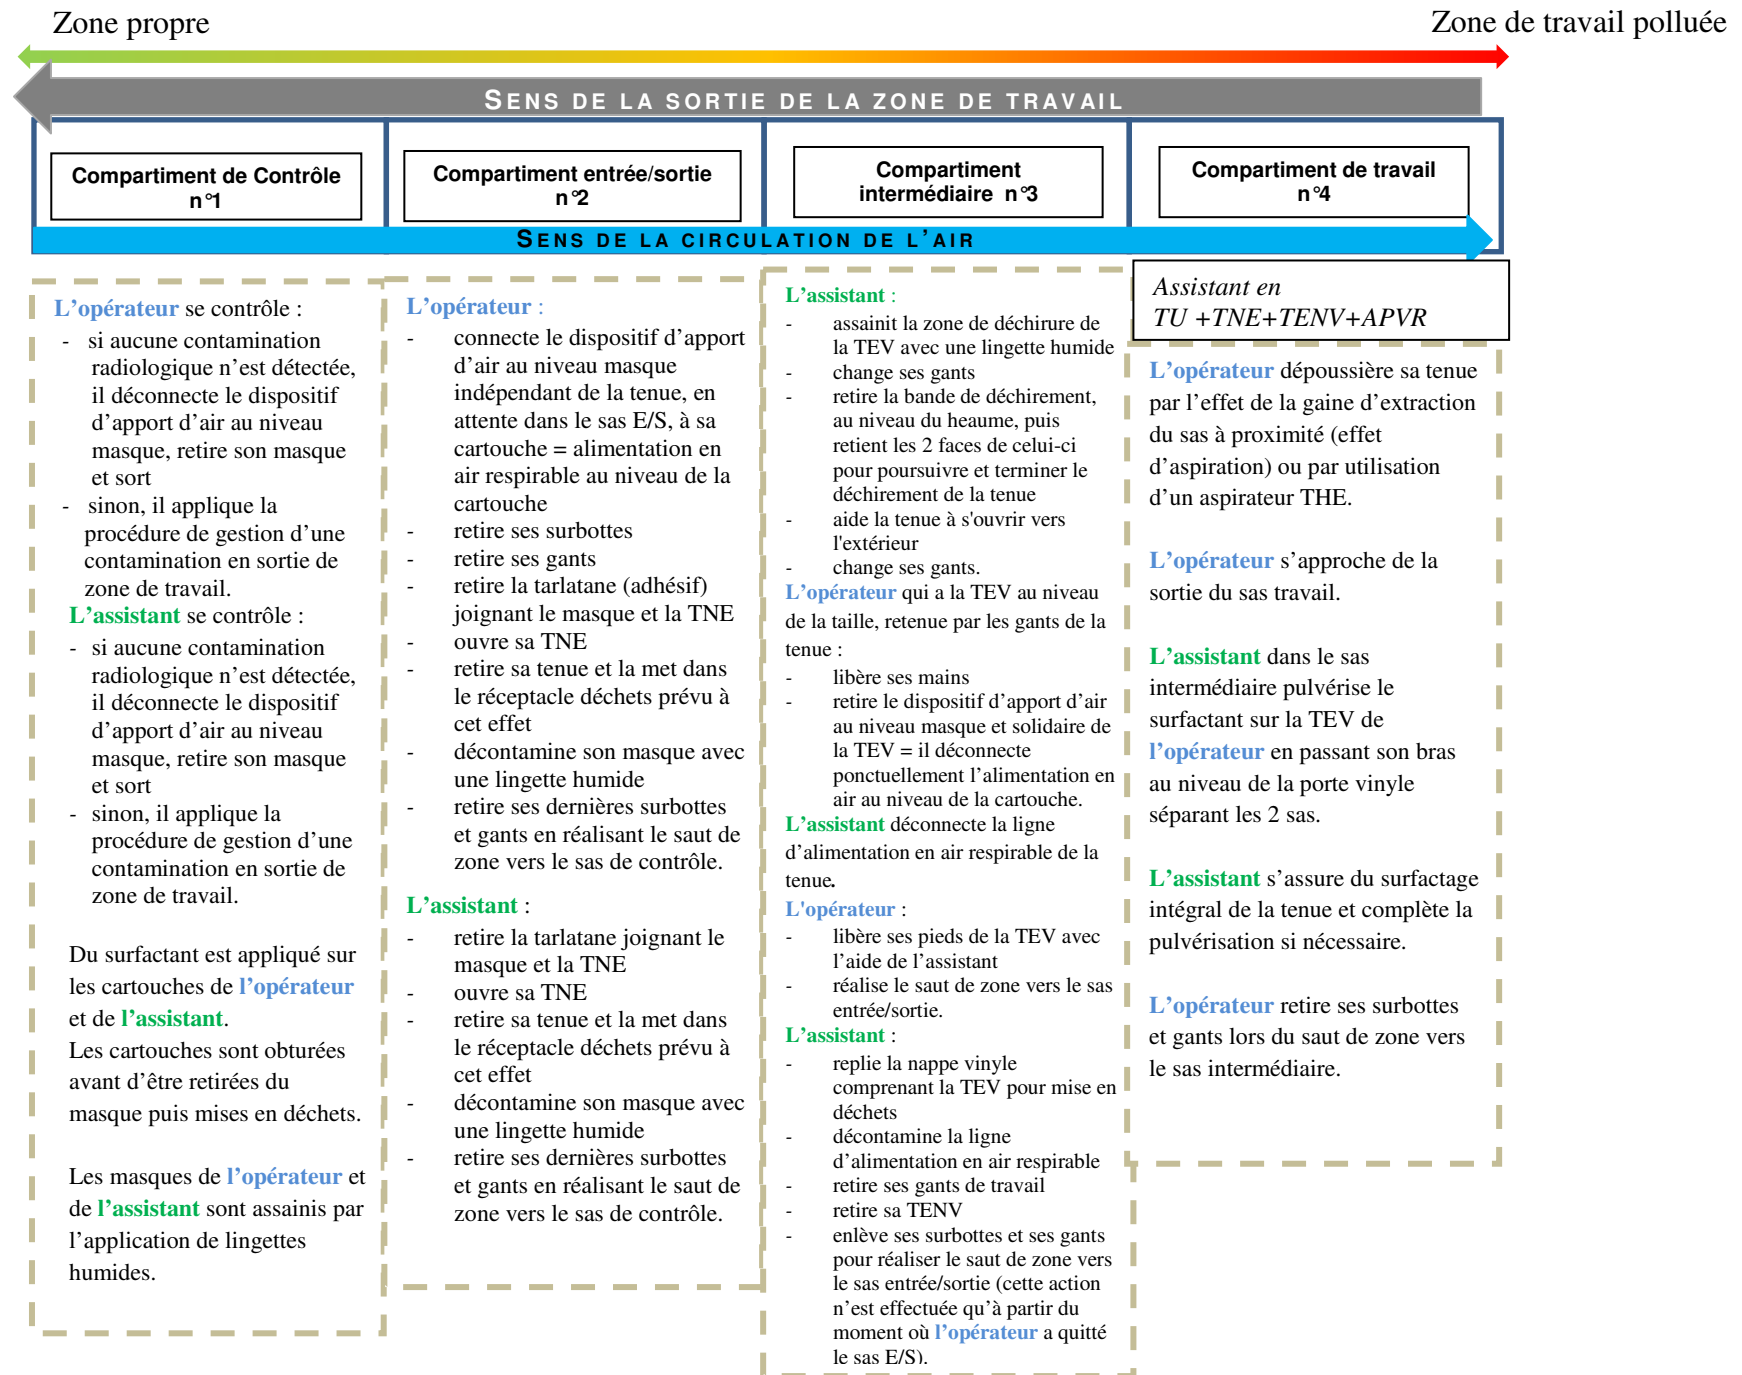 Zone propre
Zone de travail polluée
SENS DE LA SORTIE DE LA ZONE DE TRAVAIL
Compartiment de Contrôle
n°1
Compartiment entrée/sortie
n°2
Compartiment
intermédiaire n°3
Compartiment de travail
n°4
SENS DE LA CIRCULATION DE L'AIR
L'opérateur se contrôle :
- si aucune contamination
radiologique n'est détectée,
il déconnecte le dispositif
d'apport d'air au niveau
masque, retire son masque
et sort
- sinon, il applique la
procédure de gestion d'une
contamination en sortie de
zone de travail.
L'assistant se contrôle :
- si aucune contamination
radiologique n'est détectée,
il déconnecte le dispositif
d'apport d'air au niveau
masque, retire son masque
et sort
- sinon, il applique la
procédure de gestion d'une
contamination en sortie de
zone de travail.
Du surfactant est appliqué sur
les cartouches de l'opérateur
et de l'assistant.
Les cartouches sont obturées
avant d'être retirées du
masque puis mises en déchets.
Les masques de l'opérateur et
de l'assistant sont assainis par
l'application de lingettes
humides.
L'opérateur :
- connecte le dispositif d'apport
d'air au niveau masque
indépendant de la tenue, en
attente dans le sas E/S, à sa
cartouche = alimentation en
air respirable au niveau de la
cartouche
- retire ses surbottes
- retire ses gants
- retire la tarlatane (adhésif)
joignant le masque et la TNE
- ouvre sa TNE
- retire sa tenue et la met dans
le réceptacle déchets prévu à
cet effet
- décontamine son masque avec
une lingette humide
- retire ses dernières surbottes
et gants en réalisant le saut de
zone vers le sas de contrôle.
L'assistant :
- retire la tarlatane joignant le
masque et la TNE
- ouvre sa TNE
- retire sa tenue et la met dans
le réceptacle déchets prévu à
cet effet
- décontamine son masque avec
une lingette humide
- retire ses dernières surbottes
et gants en réalisant le saut de
zone vers le sas de contrôle.
L'assistant :
- assainit la zone de déchirure de
la TEV avec une lingette humide
- change ses gants
- retire la bande de déchirement,
au niveau du heaume, puis
retient les 2 faces de celui-ci
pour poursuivre et terminer le
déchirement de la tenue
- aide la tenue à s'ouvrir vers
l'extérieur
- change ses gants.
L'opérateur qui a la TEV au niveau
de la taille, retenue par les gants de la
tenue :
- libère ses mains
- retire le dispositif d'apport d'air
au niveau masque et solidaire de
la TEV = il déconnecte
ponctuellement l'alimentation en
air au niveau de la cartouche.
L'assistant déconnecte la ligne
d'alimentation en air respirable de la
tenue.
L'opérateur :
- libère ses pieds de la TEV avec
l'aide de l'assistant
- réalise le saut de zone vers le sas
entrée/sortie.
L'assistant :
- replie la nappe vinyle
comprenant la TEV pour mise en
déchets
- décontamine la ligne
d'alimentation en air respirable
- retire ses gants de travail
- retire sa TENV
- enlève ses surbottes et ses gants
pour réaliser le saut de zone vers
le sas entrée/sortie (cette action
n'est effectuée qu'à partir du
moment où l'opérateur a quitté
le sas E/S).
Assistant en
TU +TNE+TENV+APVR
L'opérateur dépoussière sa tenue
par l'effet de la gaine d'extraction
du sas à proximité (effet
d'aspiration) ou par utilisation
d'un aspirateur THE.
L'opérateur s'approche de la
sortie du sas travail.
L'assistant dans le sas
intermédiaire pulvérise le
surfactant sur la TEV de
l'opérateur en passant son bras
au niveau de la porte vinyle
séparant les 2 sas.
L'assistant s'assure du surfactage
intégral de la tenue et complète la
pulvérisation si nécessaire.
L'opérateur retire ses surbottes
et gants lors du saut de zone vers
le sas intermédiaire.